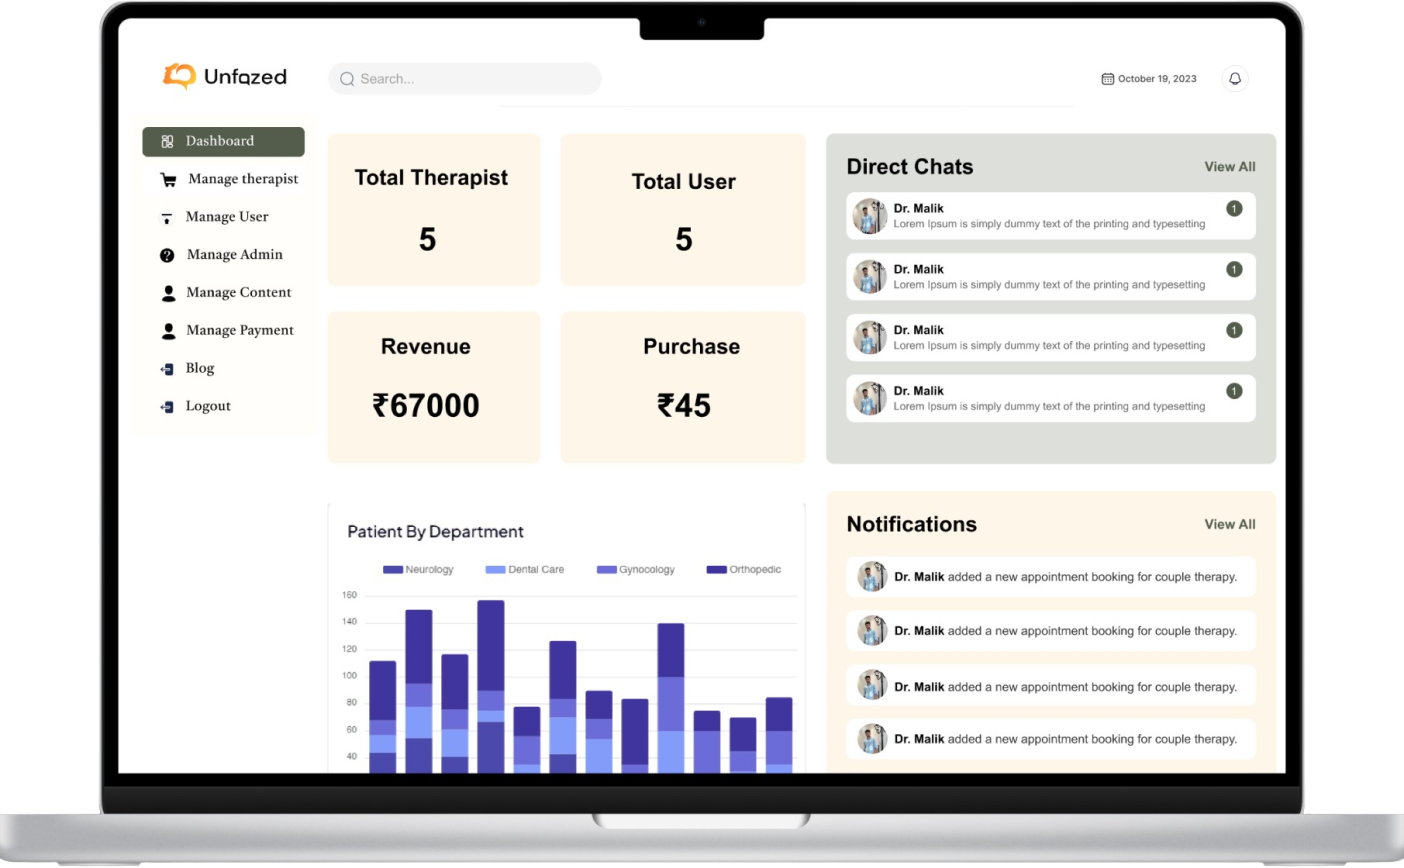 Unfazed
Search...
October 19, 2023
Dashboard
Manage therapist
Manage User
Manage Admin
Manage Content
Manage Payment
Blog
Logout
Total Therapist
5
Total User
5
Revenue
₹67000
Purchase
₹45
Direct Chats
View All
Dr. Malik
1
Lorem Ipsum is simply dummy text of the printing and typesetting
Dr. Malik
1
Lorem Ipsum is simply dummy text of the printing and typesetting
Dr. Malik
1
Lorem Ipsum is simply dummy text of the printing and typesetting
Dr. Malik
1
Lorem Ipsum is simply dummy text of the printing and typesetting
Patient By Department
Neurology Dental Care Gynocology Orthopedic
160
140
120
100
80
60
40
Notifications
View All
Dr. Malik added a new appointment booking for couple therapy.
Dr. Malik added a new appointment booking for couple therapy.
Dr. Malik added a new appointment booking for couple therapy.
Dr. Malik added a new appointment booking for couple therapy.